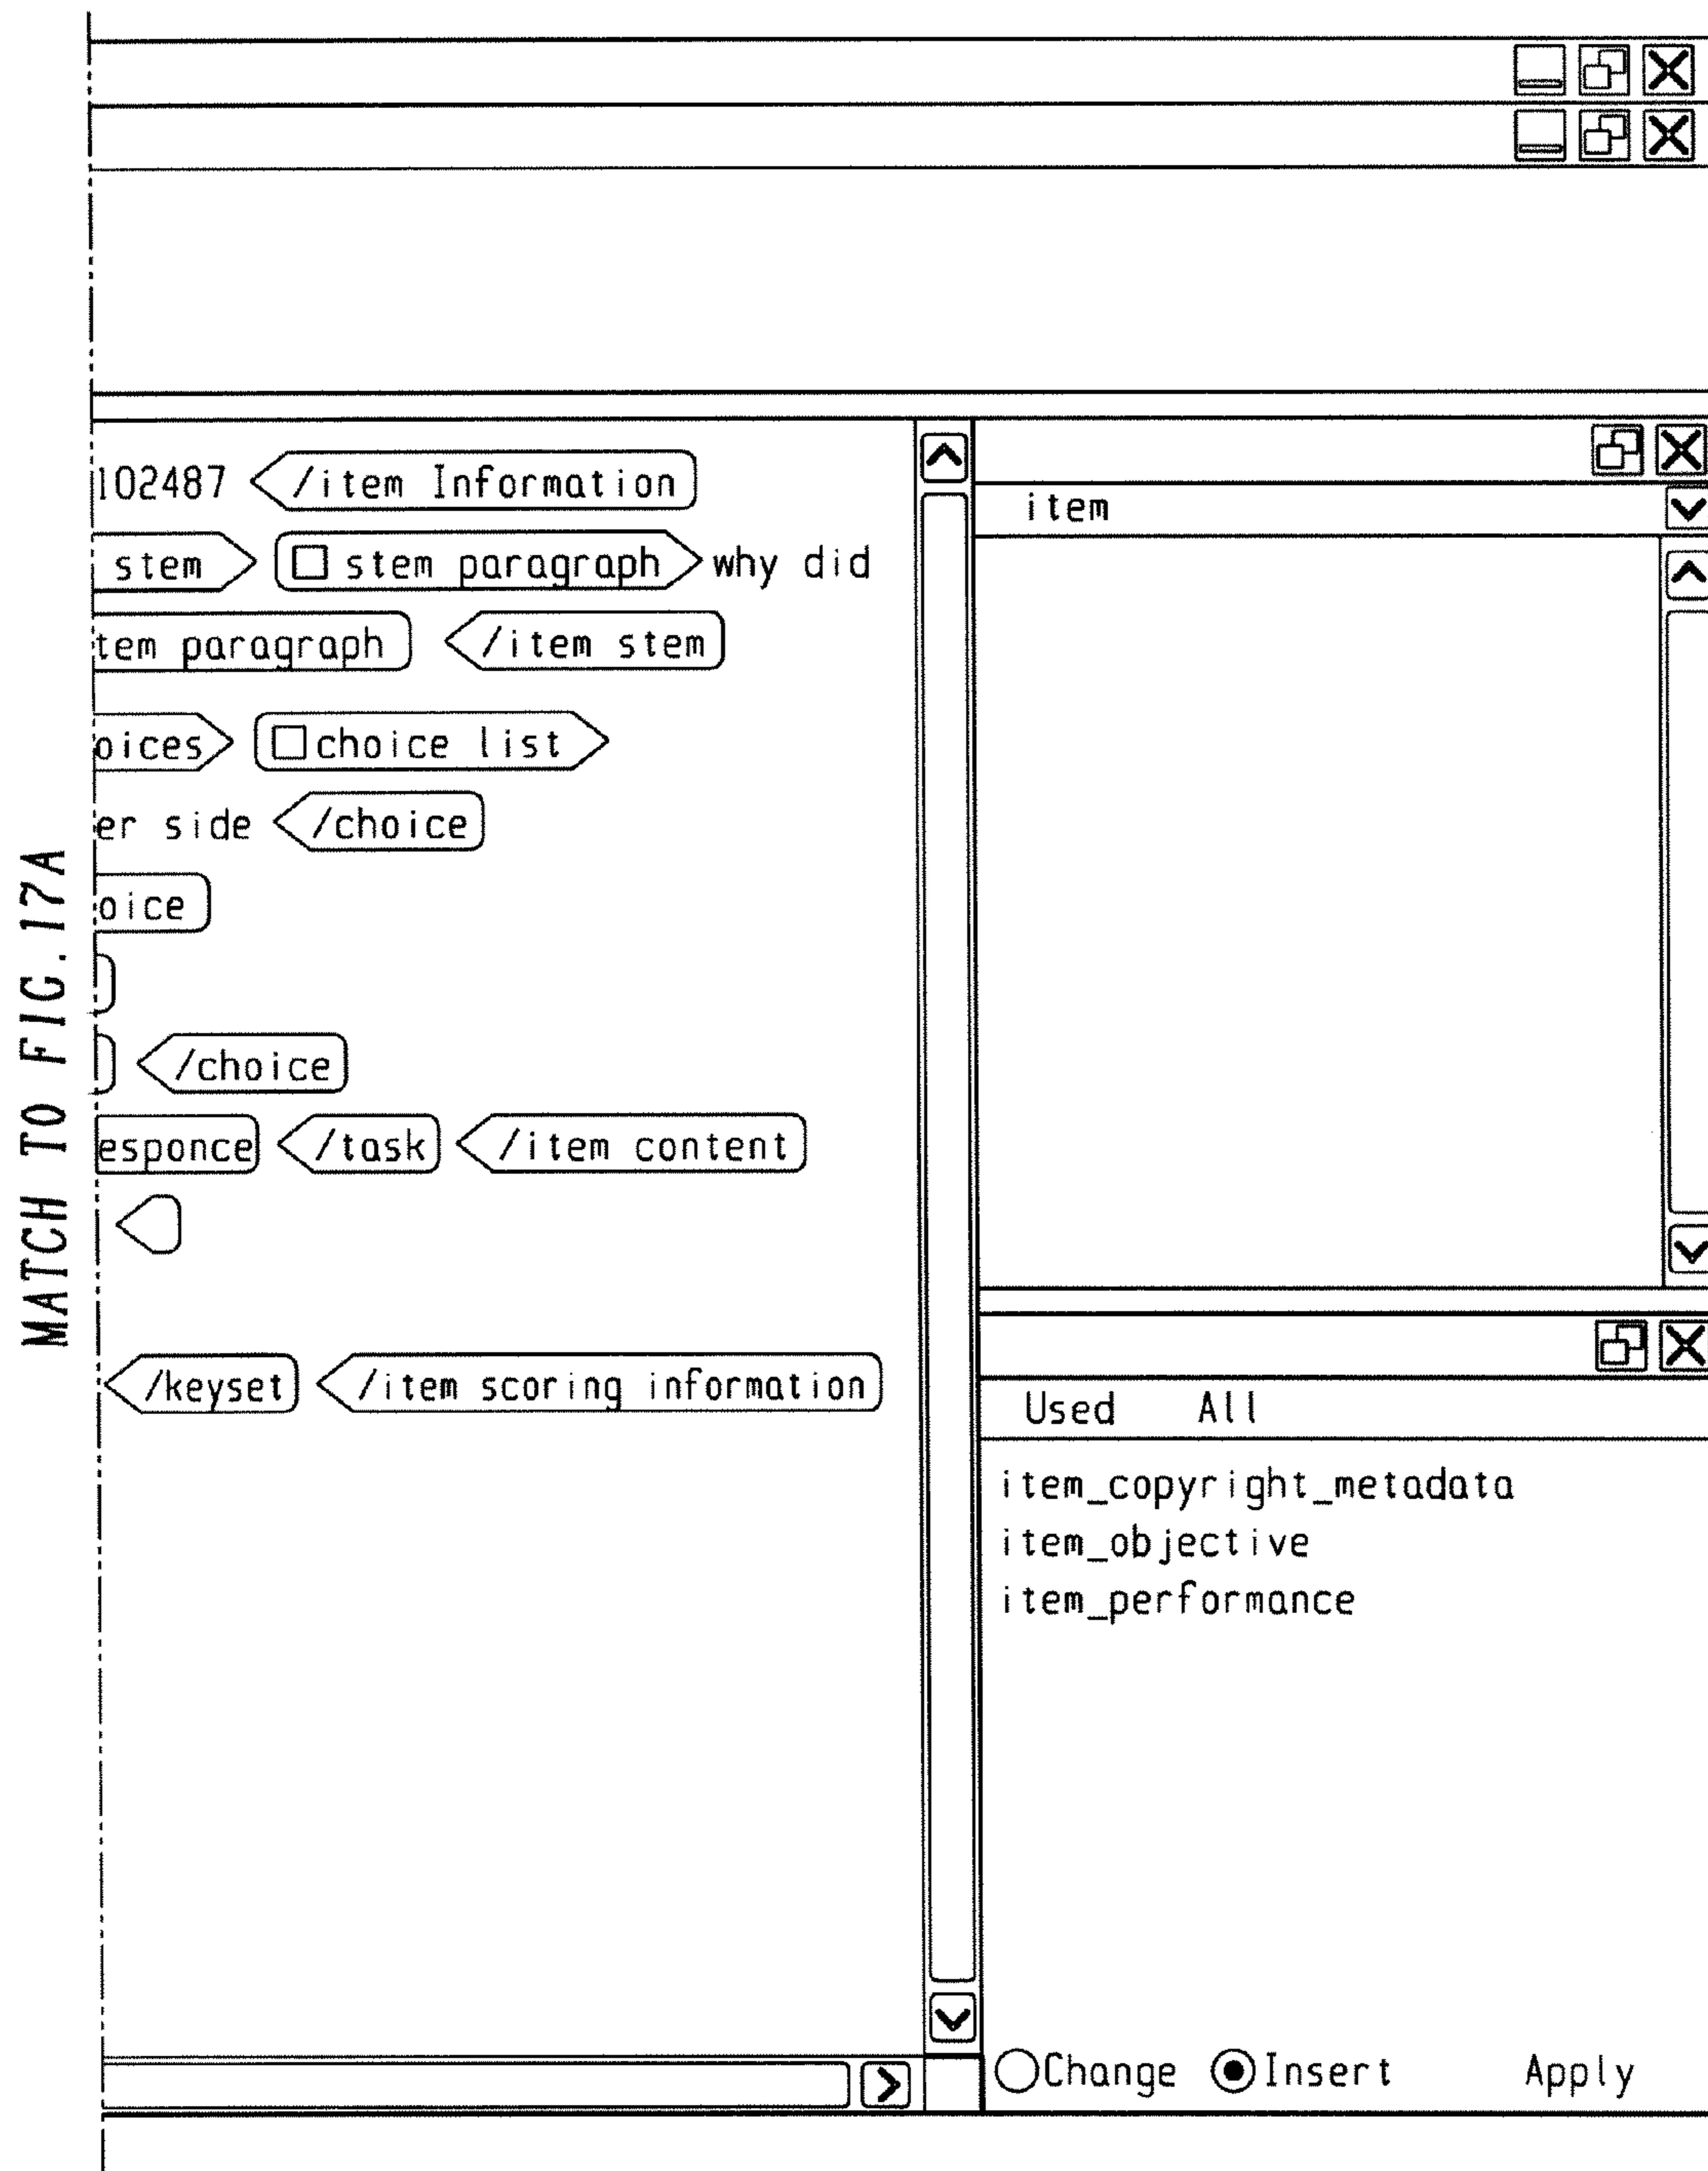 MATCH TO FIG.17A
102487 /item Information
stem stem paragraph why did
tem paragraph /item stem
oices choice list
er side /choice
oice
/choice
esponce /task /item content
/keyset /item scoring information
item
Used All
item_copyright_metadata
item_objective
item_performance
Change Insert Apply